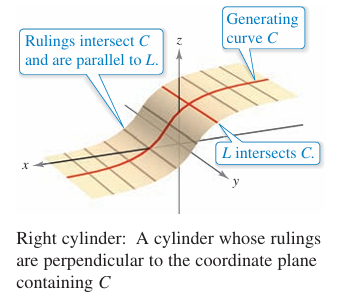 Generating
curve C
Rulings intersect C
and are parallel to L.
z
L intersects C.
x
y
Right cylinder: A cylinder whose rulings
are perpendicular to the coordinate plane
containing C